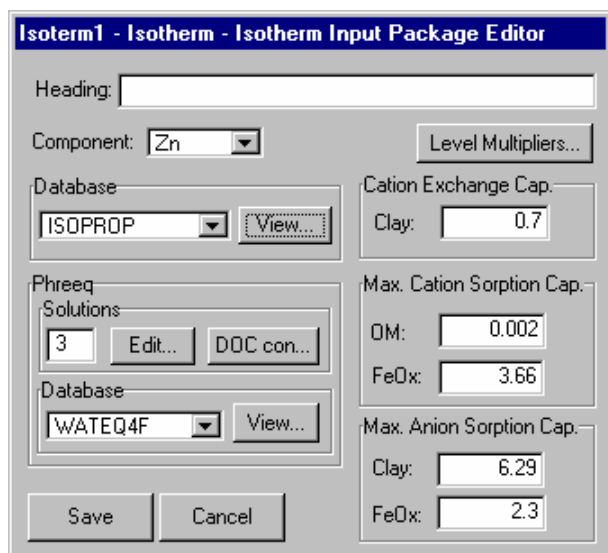 Isoterm1 - Isotherm - Isotherm Input Package Editor
Heading:
Component: Zn
Level Multipliers...
Database
ISOPROP View...
Cation Exchange Cap.
Clay: 0.7
Phreeq
Solutions
3 Edit... DOC con...
Database
WATEQ4F View...
Max. Cation Sorption Cap.
OM: 0.002
FeOx: 3.66
Max. Anion Sorption Cap.
Clay: 6.29
FeOx: 2.3
Save Cancel